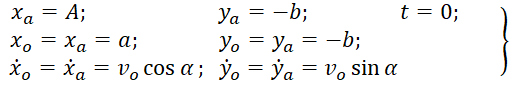 xₐ = A; yₐ = −b; t = 0;
xₒ = xₐ = a; yₒ = yₐ = −b;
ẋₒ = ẋₐ = vₒ cos α ; ẏₒ = ẏₐ = vₒ sin α }